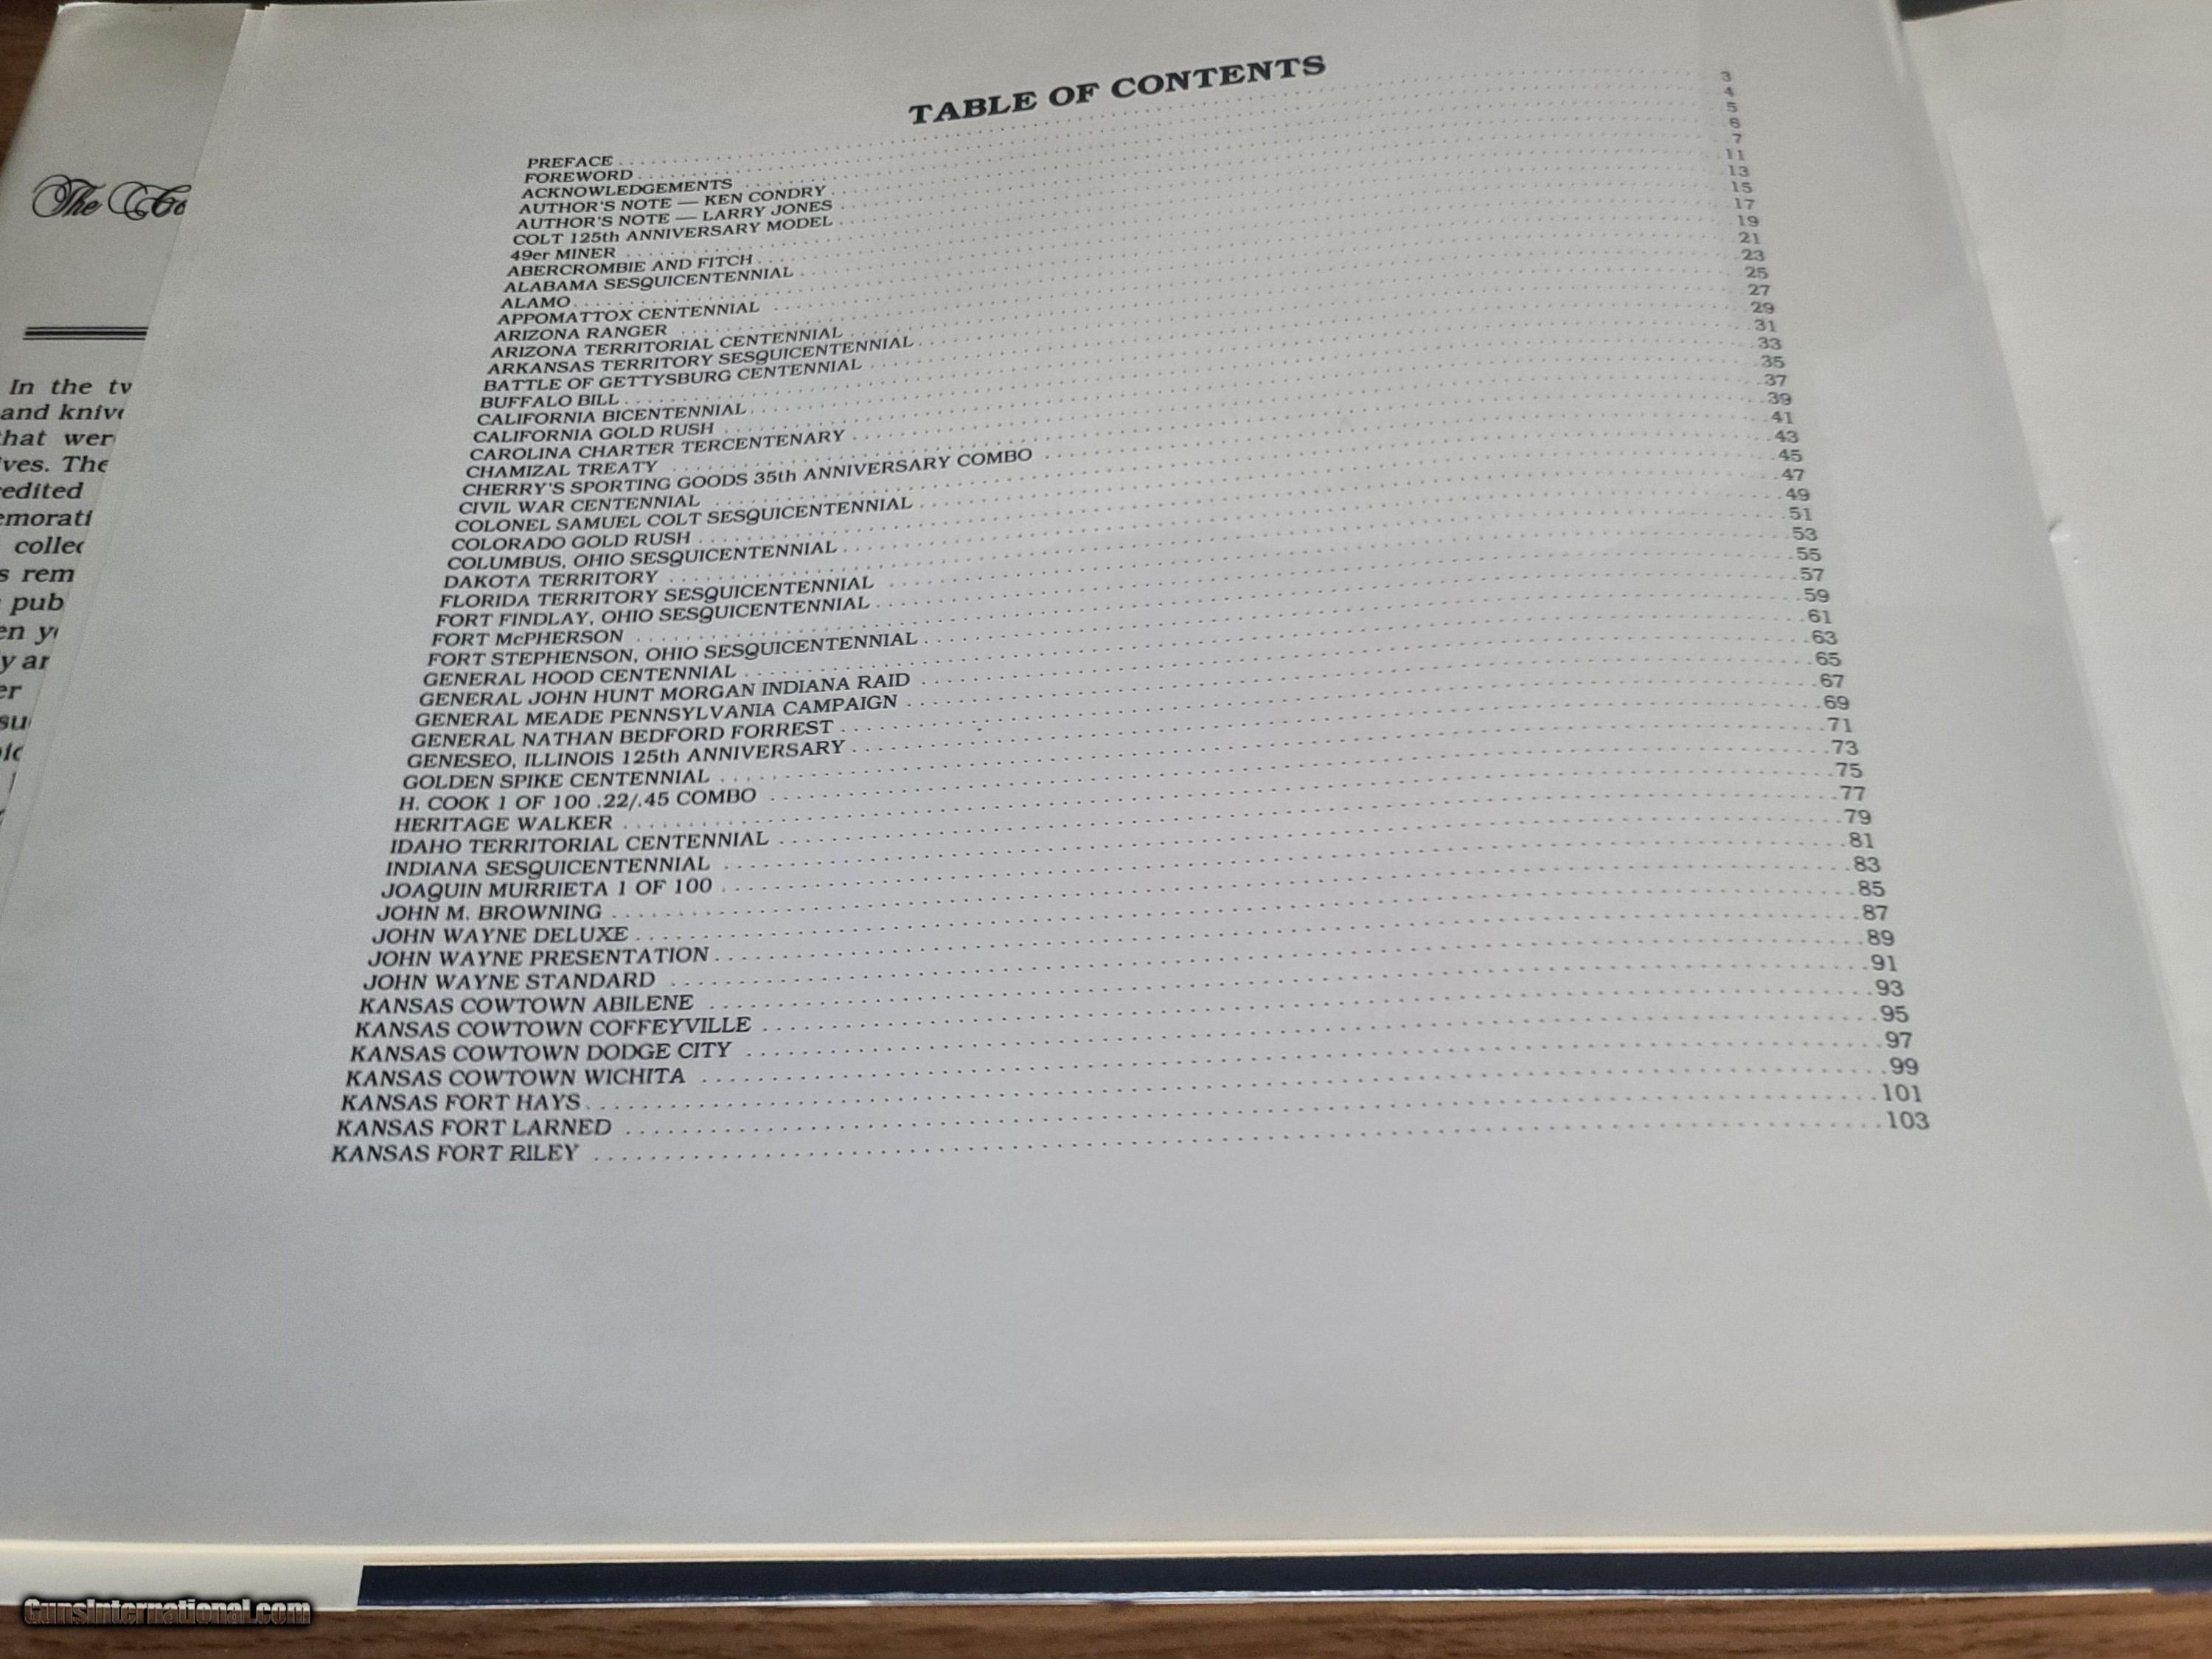 The Co
In the tw
and knive
that wer
ves. The
edited
morati
collec
s rem
pub
en y
y ar
er
su
TABLE OF CONTENTS
PREFACE 3
FOREWORD 4
ACKNOWLEDGEMENTS 5
AUTHOR'S NOTE — KEN CONDRY 6
AUTHOR'S NOTE — LARRY JONES 7
COLT 125th ANNIVERSARY MODEL 11
49er MINER 13
ABERCROMBIE AND FITCH 15
ALABAMA SESQUICENTENNIAL 17
ALAMO 19
APPOMATTOX CENTENNIAL 21
ARIZONA RANGER 23
ARIZONA TERRITORIAL CENTENNIAL 25
ARKANSAS TERRITORY SESQUICENTENNIAL 27
BATTLE OF GETTYSBURG CENTENNIAL 29
BUFFALO BILL 31
CALIFORNIA BICENTENNIAL 33
CALIFORNIA GOLD RUSH 35
CAROLINA CHARTER TERCENTENARY 37
CHAMIZAL TREATY 39
CHERRY'S SPORTING GOODS 35th ANNIVERSARY COMBO 41
CIVIL WAR CENTENNIAL 43
COLONEL SAMUEL COLT SESQUICENTENNIAL 45
COLORADO GOLD RUSH 47
COLUMBUS, OHIO SESQUICENTENNIAL 49
DAKOTA TERRITORY 51
FLORIDA TERRITORY SESQUICENTENNIAL 53
FORT FINDLAY, OHIO SESQUICENTENNIAL 55
FORT McPHERSON 57
FORT STEPHENSON, OHIO SESQUICENTENNIAL 59
GENERAL HOOD CENTENNIAL 61
GENERAL JOHN HUNT MORGAN INDIANA RAID 63
GENERAL MEADE PENNSYLVANIA CAMPAIGN 65
GENERAL NATHAN BEDFORD FORREST 67
GENESEO, ILLINOIS 125th ANNIVERSARY 69
GOLDEN SPIKE CENTENNIAL 71
H. COOK 1 OF 100 .22/.45 COMBO 73
HERITAGE WALKER 75
IDAHO TERRITORIAL CENTENNIAL 77
INDIANA SESQUICENTENNIAL 79
JOAQUIN MURRIETA 1 OF 100 81
JOHN M. BROWNING 83
JOHN WAYNE DELUXE 85
JOHN WAYNE PRESENTATION 87
JOHN WAYNE STANDARD 89
KANSAS COWTOWN ABILENE 91
KANSAS COWTOWN COFFEYVILLE 93
KANSAS COWTOWN DODGE CITY 95
KANSAS COWTOWN WICHITA 97
KANSAS FORT HAYS 99
KANSAS FORT LARNED 101
KANSAS FORT RILEY 103
GunsInternational.com